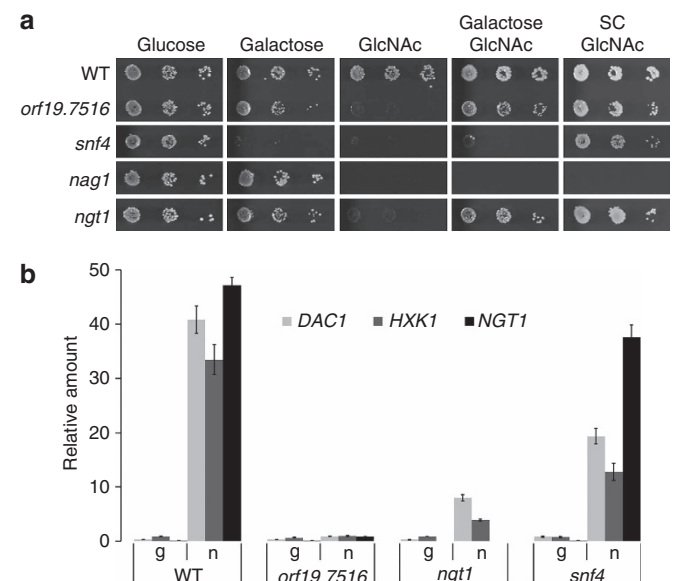 a
Glucose Galactose GlcNAc Galactose GlcNAc SC GlcNAc
WT
orf19.7516
snf4
nag1
ngt1
b
Relative amount
50
40
30
20
10
0
DAC1 HXK1 NGT1
g n g n g n g n
WT orf19.7516 ngt1 snf4